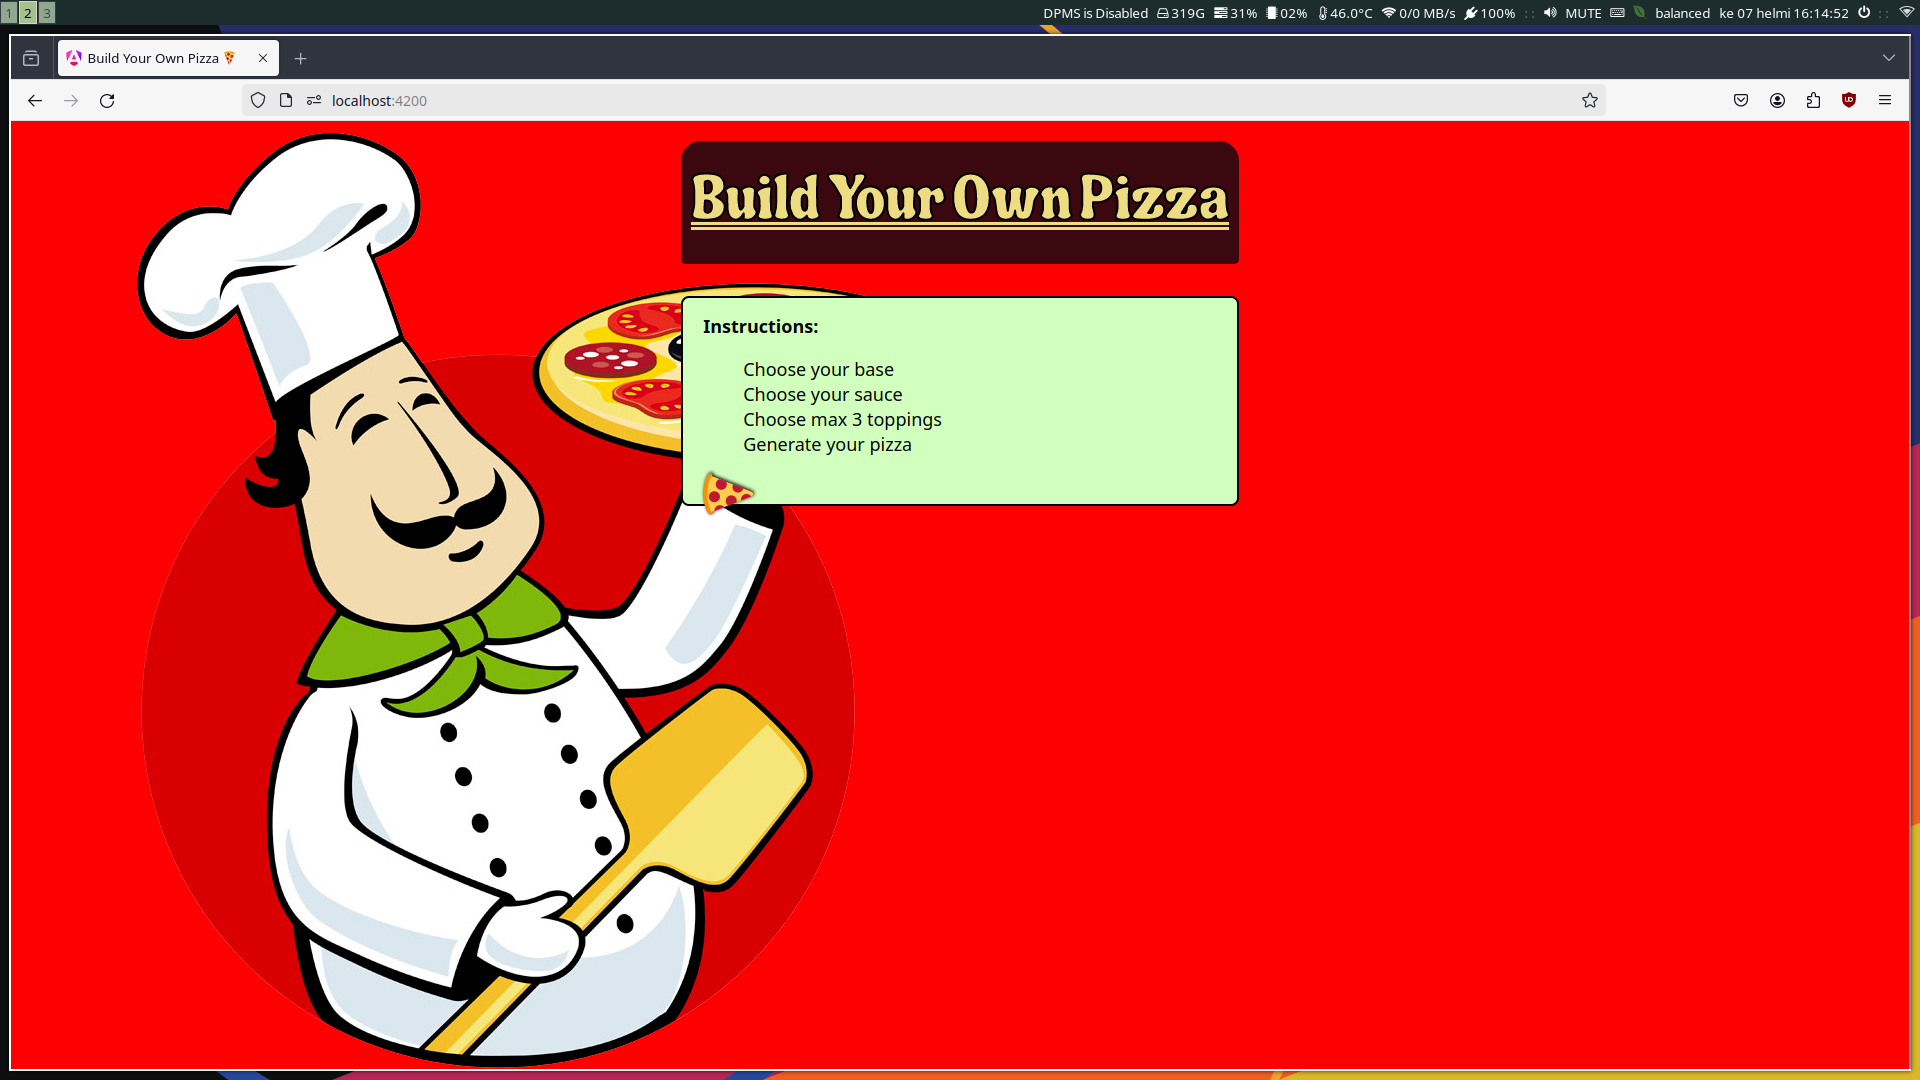 1 2 3 DPMS is Disabled 319G 31% 02% 46.0°C 0/0 MB/s 100% :: MUTE balanced ke 07 helmi 16:14:52 ::
Build Your Own Pizza 🍕
localhost:4200
Build Your Own Pizza
Instructions:
Choose your base
Choose your sauce
Choose max 3 toppings
Generate your pizza